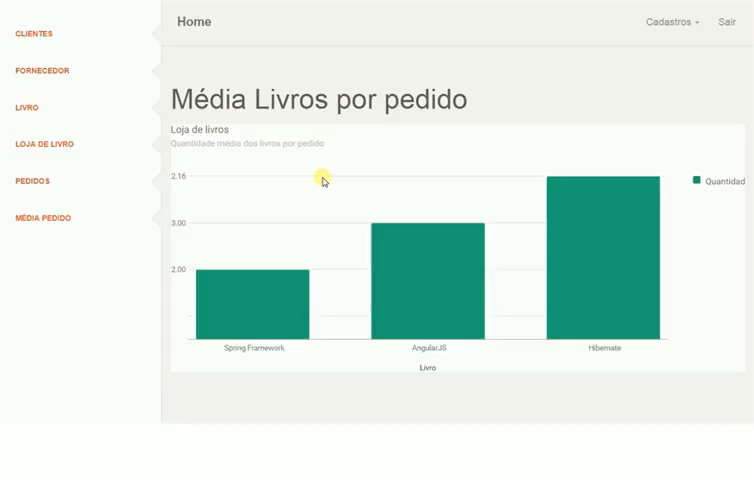 Home
Cadastros
Sair
CLIENTES
FORNECEDOR
LIVRO
LOJA DE LIVRO
PEDIDOS
MÉDIA PEDIDO
Média Livros por pedido
Loja de livros
Quantidade média dos livros por pedido
2.16
3.00
2.00
Quantidad
Spring Framework
AngularJS
Hibernate
Livro